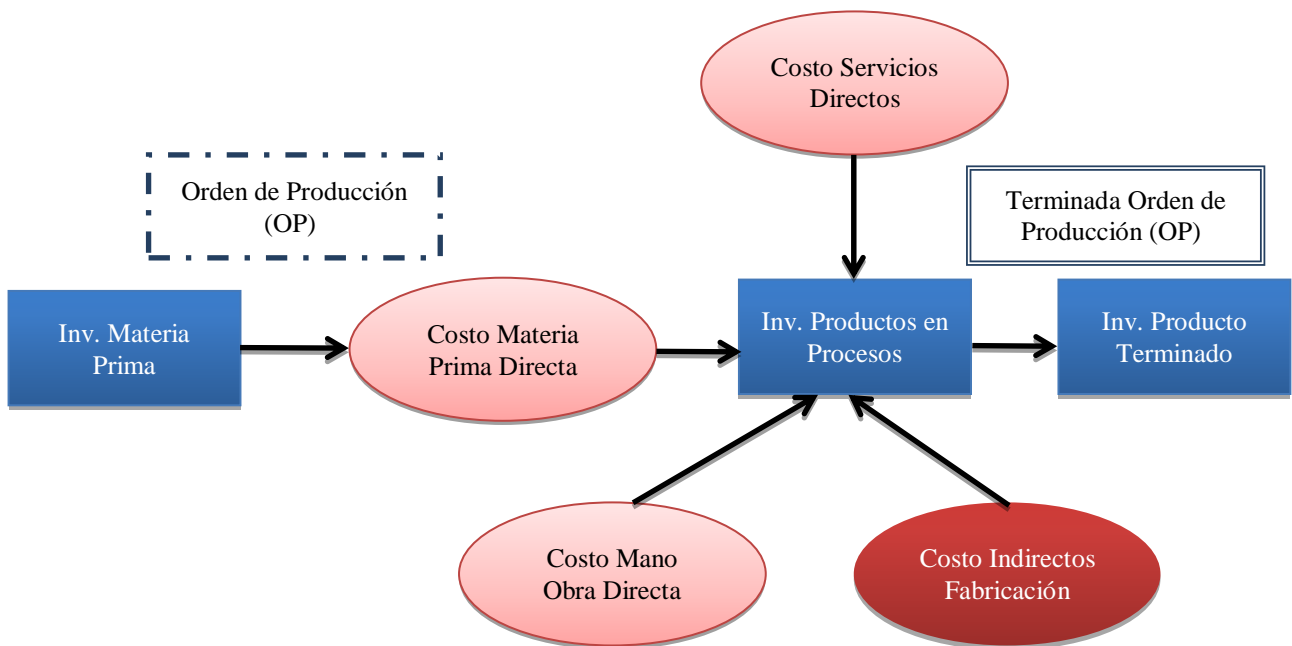 Costo Servicios
Directos
Orden de Producción
(OP)
Terminada Orden de
Producción (OP)
Inv. Materia
Prima
Costo Materia
Prima Directa
Inv. Productos en
Procesos
Inv. Producto
Terminado
Costo Mano
Obra Directa
Costo Indirectos
Fabricación